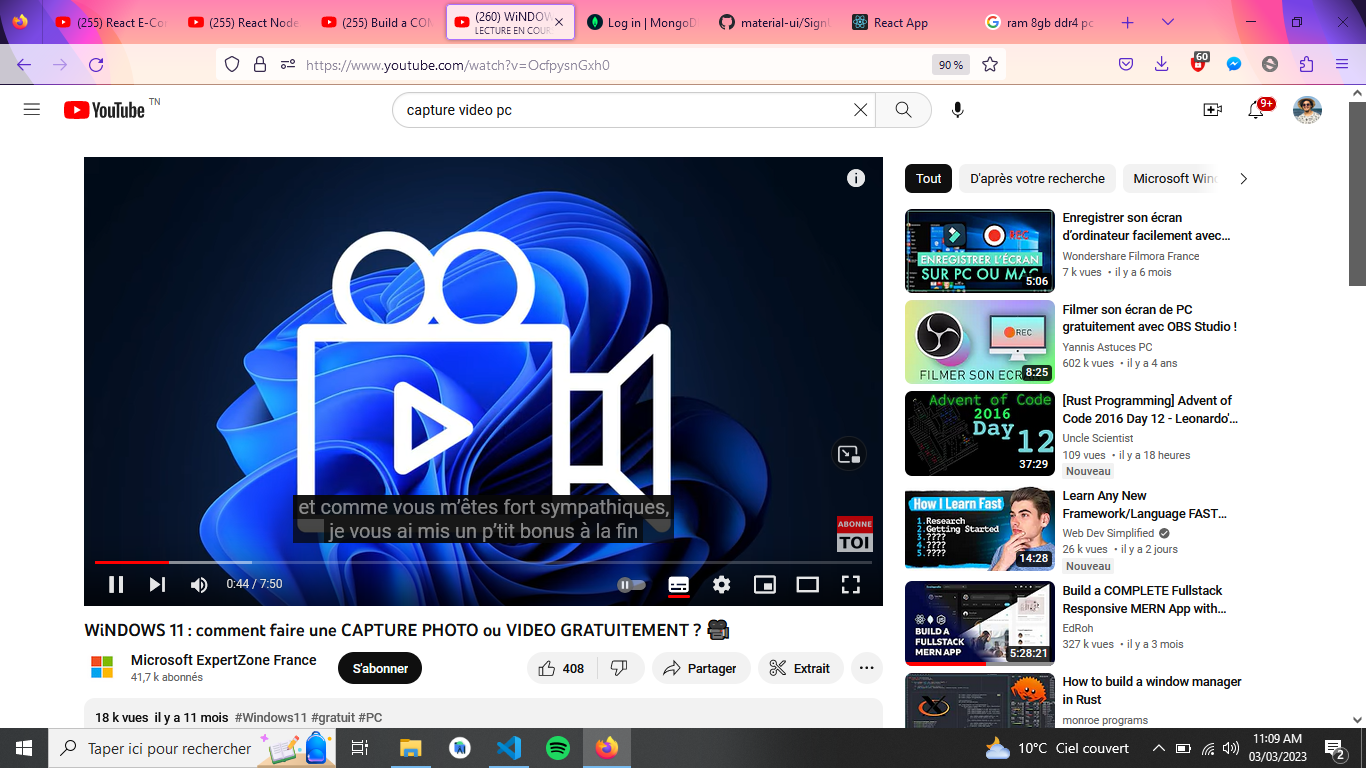 (255) React E-Com
(255) React Node
(255) Build a COM
(260) WiNDOW
LECTURE EN COUR
Log in | MongoD
material-ui/Sign
React App
ram 8gb ddr4 pc
https://www.youtube.com/watch?v=OcfpysnGxh0
90 %
60
YouTube TN
capture video pc
9+
et comme vous m'êtes fort sympathiques,
je vous ai mis un p'tit bonus à la fin
ABONNE
TOI
0:44 / 7:50
WiNDOWS 11 : comment faire une CAPTURE PHOTO ou VIDEO GRATUITEMENT ?
Microsoft ExpertZone France
41,7 k abonnés
S'abonner
408
Partager
Extrait
18 k vues il y a 11 mois #Windows11 #gratuit #PC
Tout
D'après votre recherche
Microsoft Winc
REC
ENREGISTRER L'ÉCRAN
SUR PC OU MAC
5:06
Enregistrer son écran
d'ordinateur facilement avec...
Wondershare Filmora France
7 k vues • il y a 6 mois
REC
FILMER SON ECR
8:25
Filmer son écran de PC
gratuitement avec OBS Studio !
Yannis Astuces PC
602 k vues • il y a 4 ans
Advent of Code
2016
Day 12
37:29
[Rust Programming] Advent of
Code 2016 Day 12 - Leonardo'...
Uncle Scientist
109 vues • il y a 18 heures
Nouveau
How I Learn Fast
1.Research
2.Getting Started
3.????
4.????
5.????
14:28
Learn Any New
Framework/Language FAST...
Web Dev Simplified
26 k vues • il y a 2 jours
Nouveau
BUILD A
FULLSTACK
MERN APP
5:28:21
Build a COMPLETE Fullstack
Responsive MERN App with...
EdRoh
327 k vues • il y a 3 mois
How to build a window manager
in Rust
monroe programs
Taper ici pour rechercher
10°C Ciel couvert
11:09 AM
03/03/2023
2